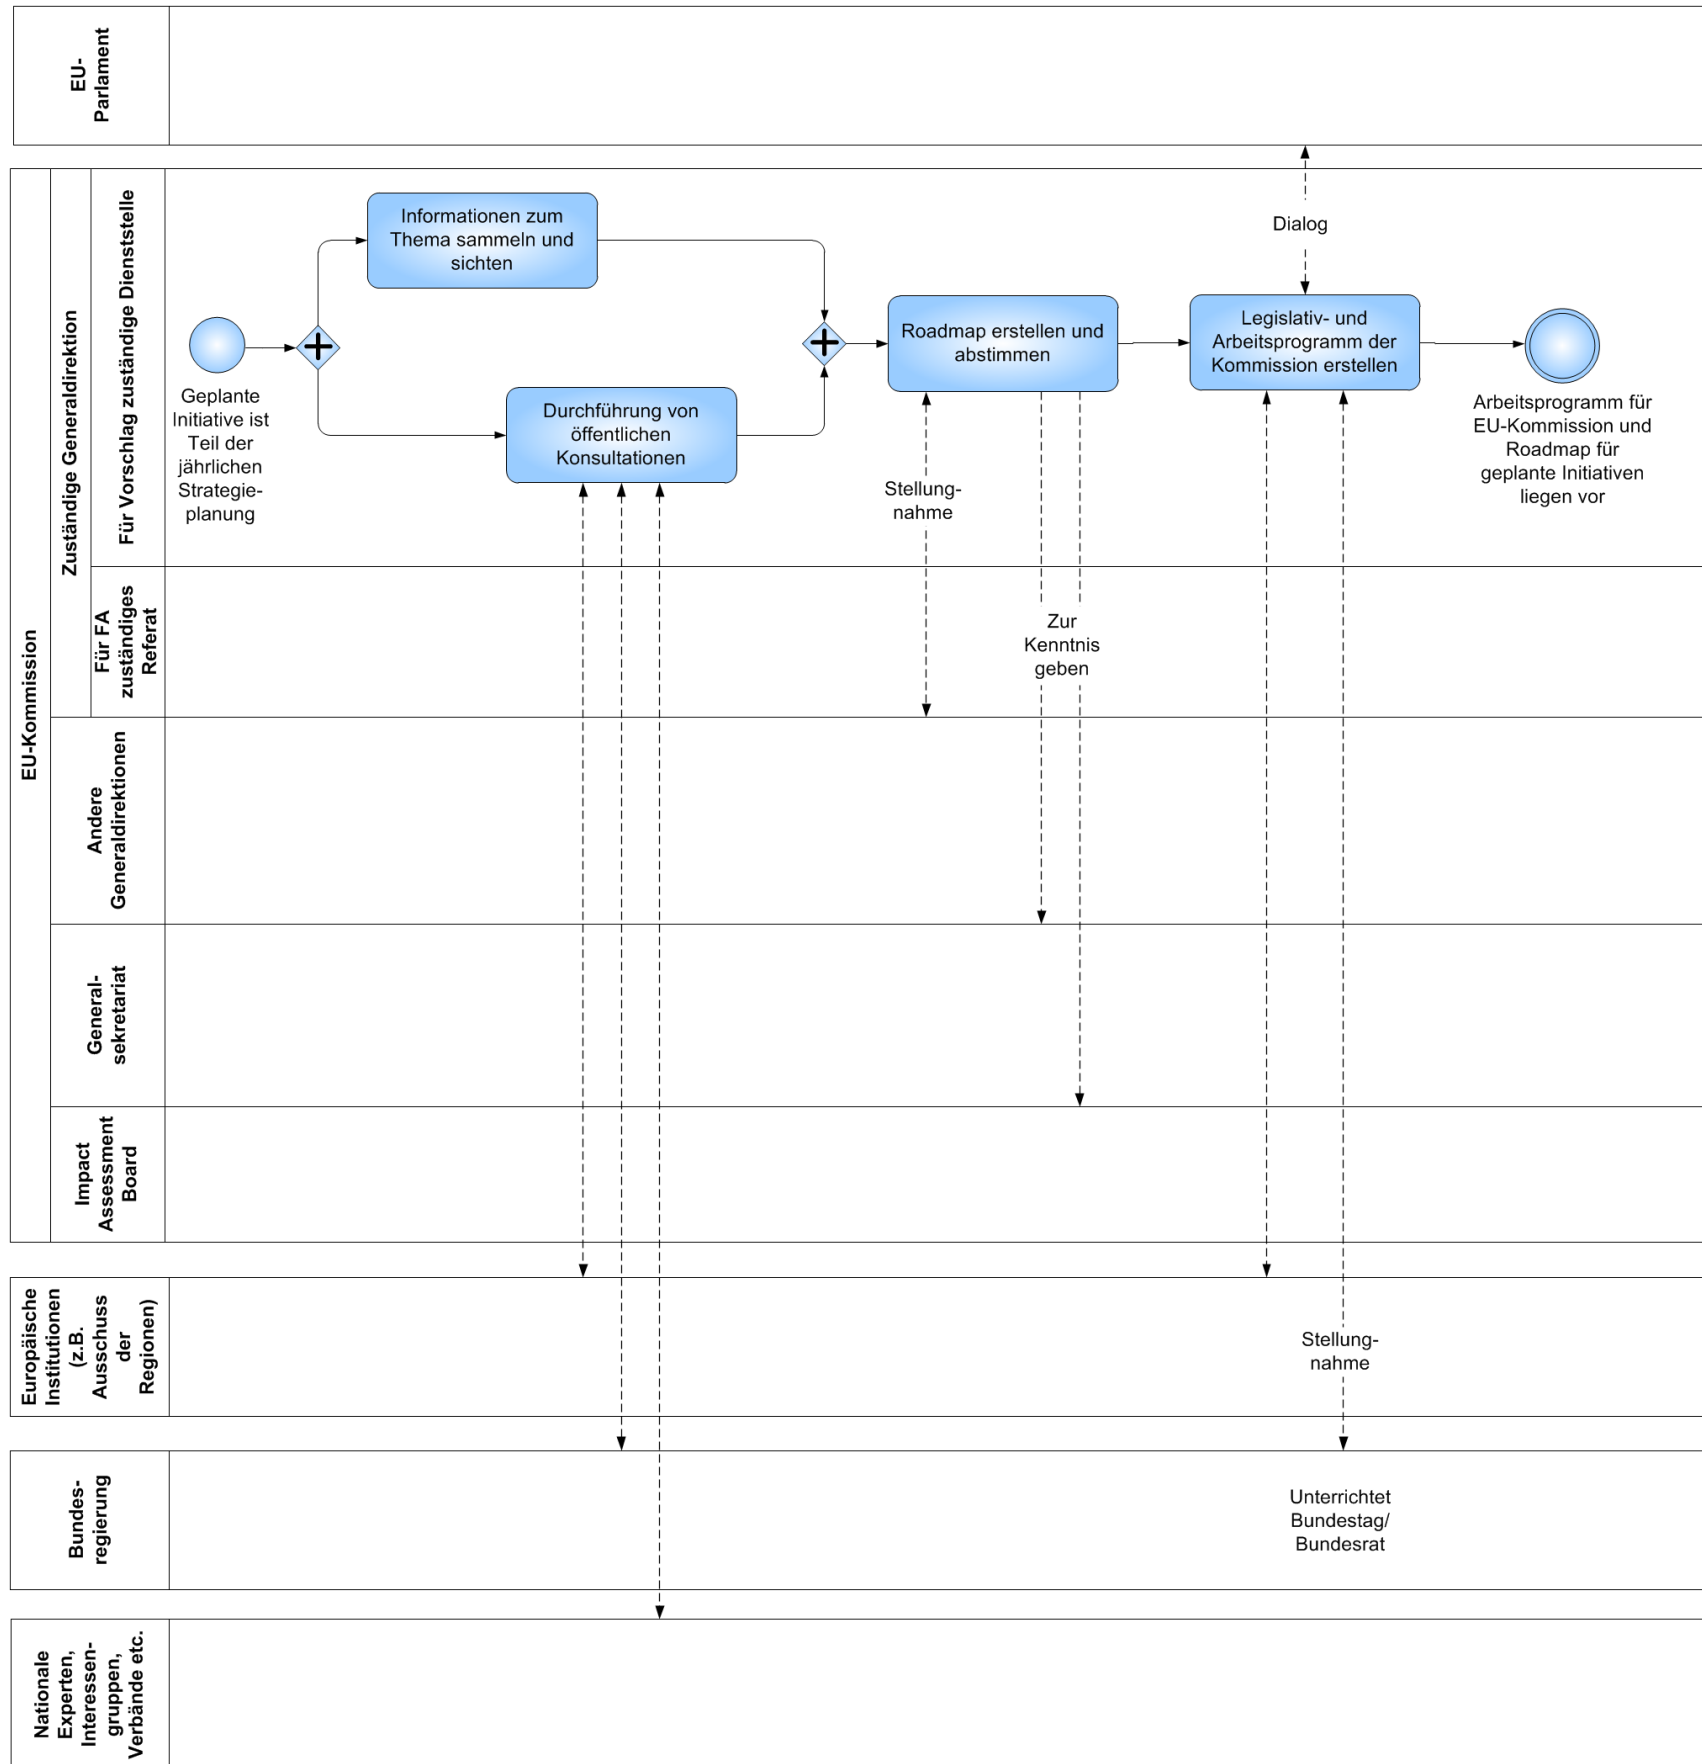 EU-
Parlament
EU-Kommission
Zuständige Generaldirektion
Für Vorschlag zuständige Dienststelle
Geplante
Initiative ist
Teil der
jährlichen
Strategie-
planung
Informationen zum
Thema sammeln und
sichten
Durchführung von
öffentlichen
Konsultationen
Roadmap erstellen und
abstimmen
Stellung-
nahme
Dialog
Legislativ- und
Arbeitsprogramm der
Kommission erstellen
Arbeitsprogramm für
EU-Kommission und
Roadmap für
geplante Initiativen
liegen vor
Für FA
zuständiges
Referat
Zur
Kenntnis
geben
Andere
Generaldirektionen
General-
sekretariat
Impact
Assessment
Board
Europäische
Institutionen
(z.B.
Ausschuss
der
Regionen)
Stellung-
nahme
Bundes-
regierung
Unterrichtet
Bundestag/
Bundesrat
Nationale
Experten,
Interessen-
gruppen,
Verbände etc.